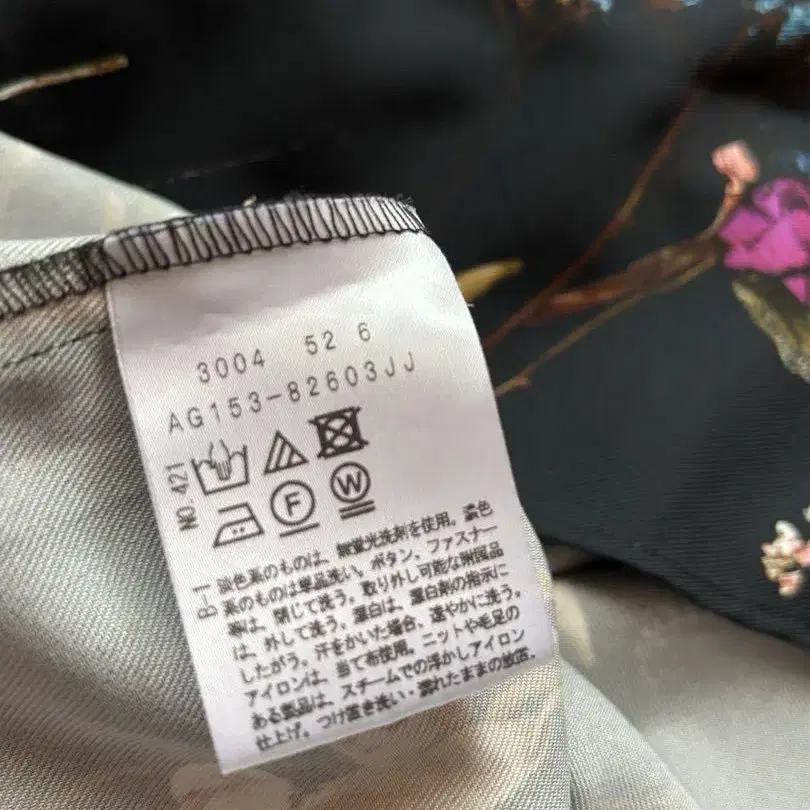 3004 52 6
AG153-82603JJ
NO.421
F
W
B-1
淡色系のものは、無蛍光洗剤を使用。濃色
系のものは単品洗い。ボタン、ファスナー
等は、閉じて洗う。取り外し可能な附属品
は、外して洗う。漂白は、漂白剤の指示に
したがう。汗をかいた場合、速やかに洗う。
アイロンは、当て布使用。ニットや毛足の
ある製品は、スチームでの浮かしアイロン
仕上げ。つけ置き洗い・濡れたままの放置。